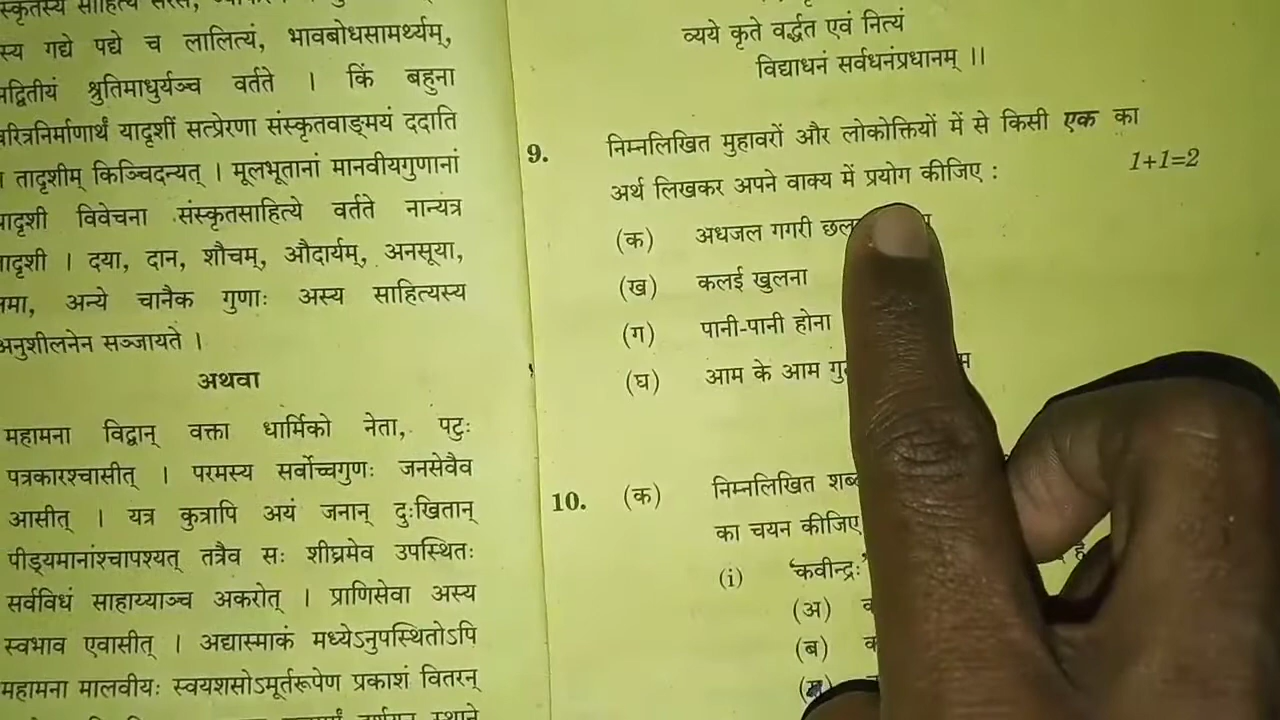 गद्ये पद्ये च लालित्यं, भावबोधसामर्थ्यम्,
श्रुतिमाधुर्यञ्च वर्तते । किं बहुना
यादृशीं सत्प्रेरणा संस्कृतवाङ्मयं ददाति
तादृशीम् किञ्चिदन्यत् । मूलभूतानां मानवीयगुणानां
विवेचना संस्कृतसाहित्ये वर्तते नान्यत्र
। दया, दान, शौचम्, औदार्यम्, अनसूया,
अन्ये चानेक गुणाः अस्य साहित्यस्य
अनुशीलनेन सञ्जायते ।
अथवा
महामना विद्वान् वक्ता धार्मिको नेता, पटुः
पत्रकारश्चासीत् । परमस्य सर्वोच्चगुणः जनसेवैव
आसीत् । यत्र कुत्रापि अयं जनान् दुःखितान्
पीड्यमानांश्चापश्यत् तत्रैव सः शीघ्रमेव उपस्थितः
सर्वविधं साहाय्याञ्च अकरोत् । प्राणिसेवा अस्य
स्वभाव एवासीत् । अद्यास्माकं मध्येऽनुपस्थितोऽपि
महामना मालवीयः स्वयशसोऽमूर्तरूपेण प्रकाशं वितरन्
व्यये कृते वर्द्धत एवं नित्यं
विद्याधनं सर्वधनंप्रधानम् ।।
9. निम्नलिखित मुहावरों और लोकोक्तियों में से किसी एक का
अर्थ लिखकर अपने वाक्य में प्रयोग कीजिए : 1+1=2
(क) अधजल गगरी
(ख) कलई खुलना
(ग) पानी-पानी होना
(घ) आम के आम
10. (क) निम्नलिखित
का चयन कीजिए
(i) 'कवीन्द्रः'
(अ)
(ब)